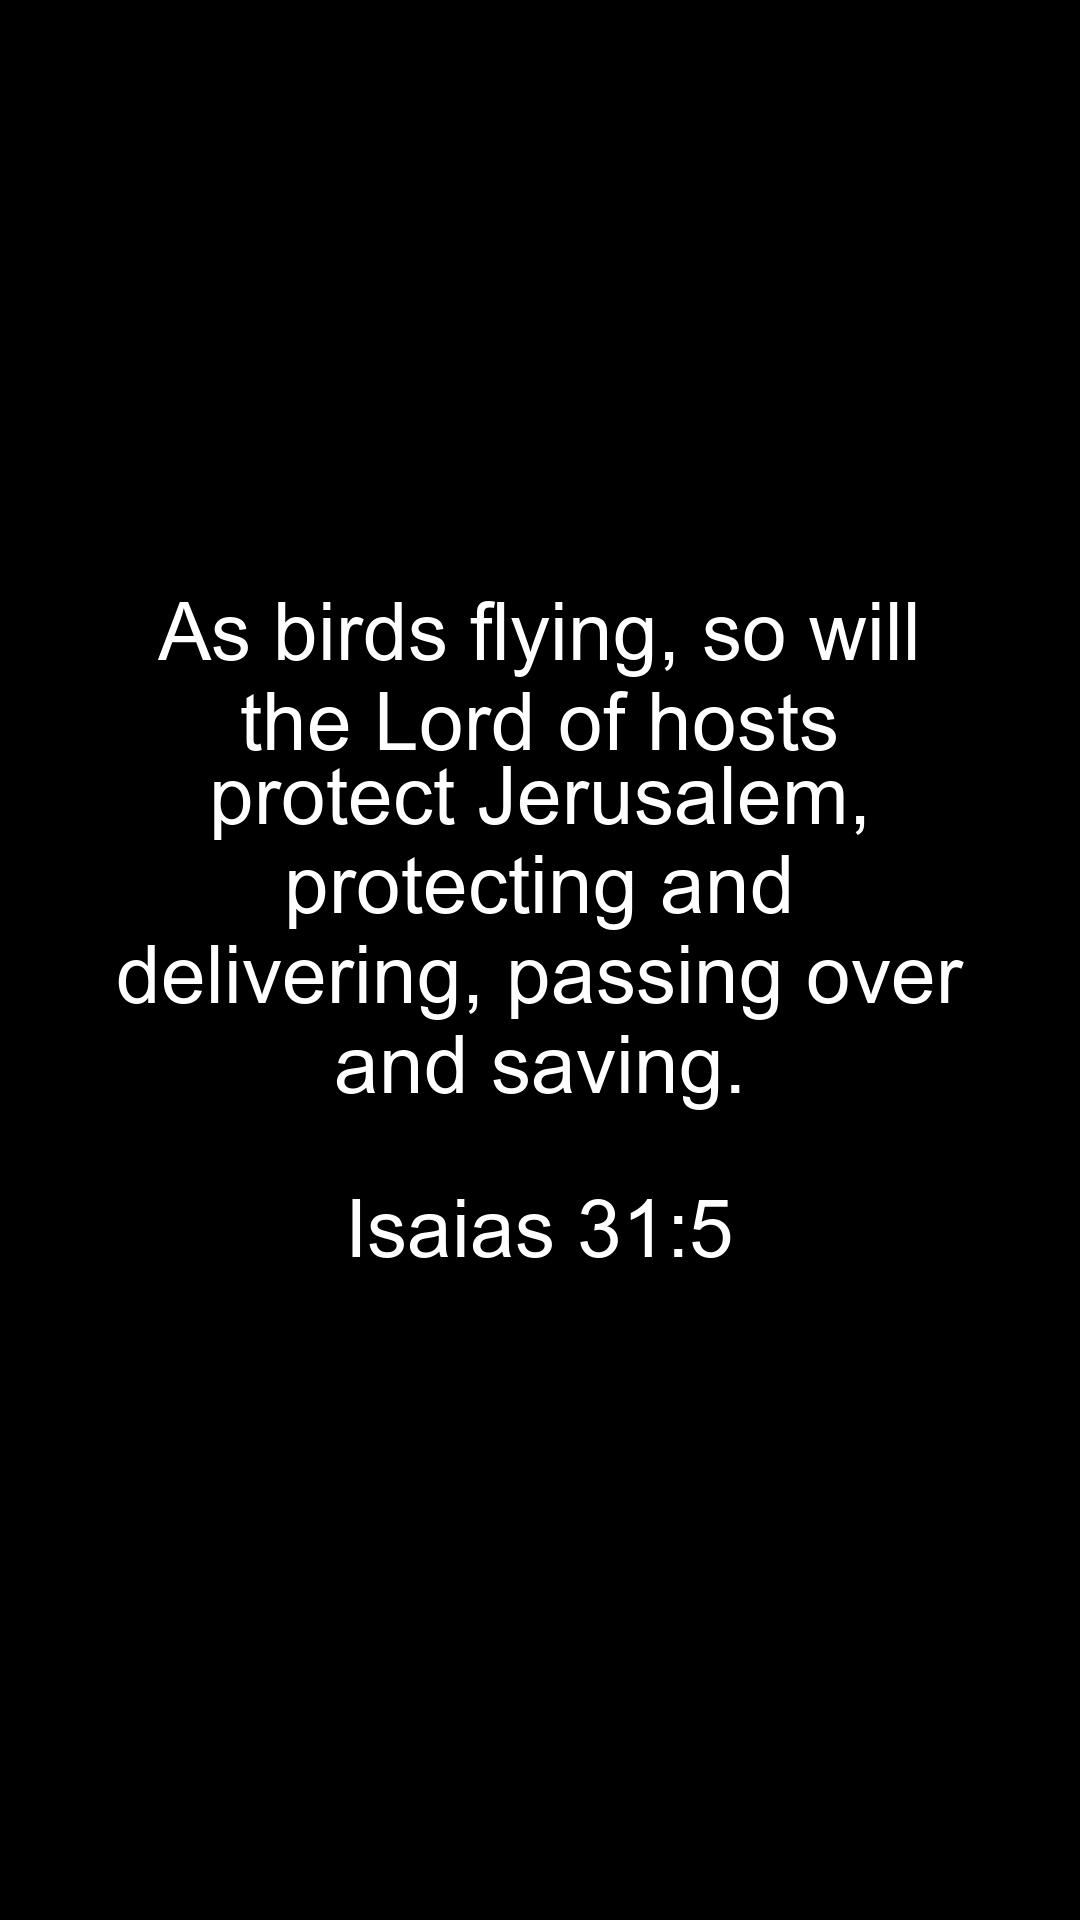 As birds flying, so will
the Lord of hosts
protect Jerusalem,
protecting and
delivering, passing over
and saving.
Isaias 31:5